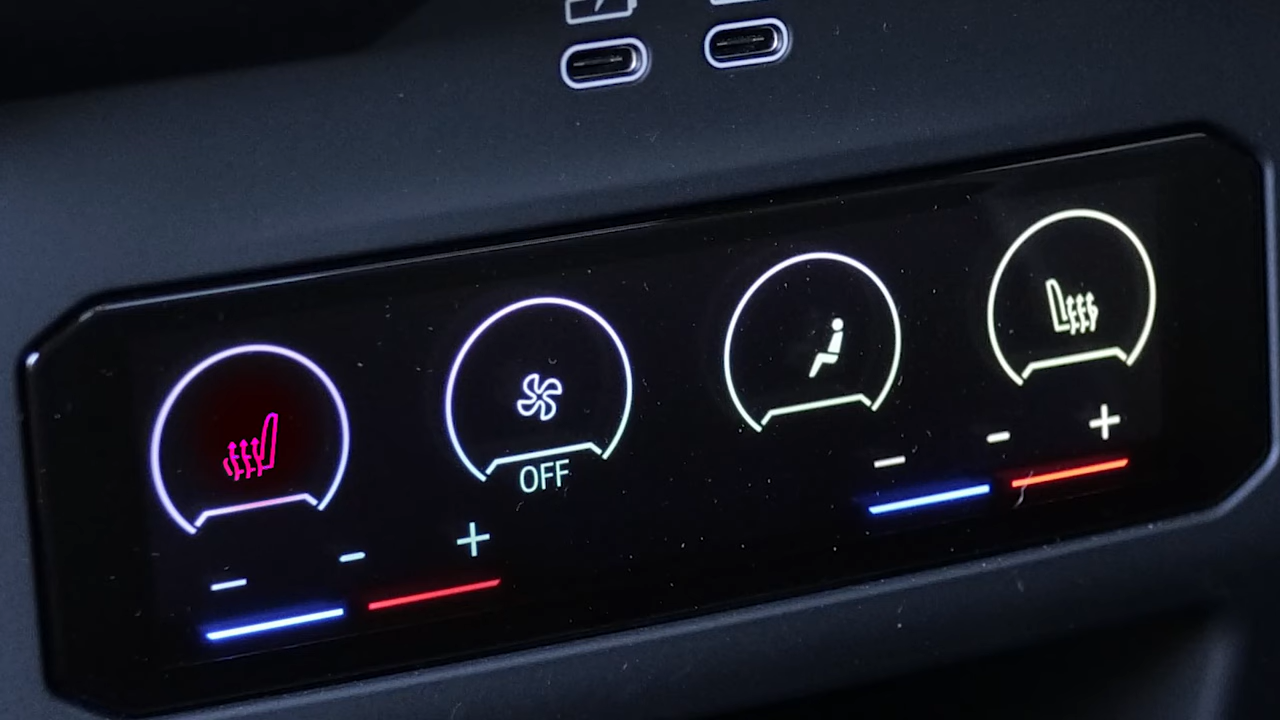 OFF
- - +
- - +